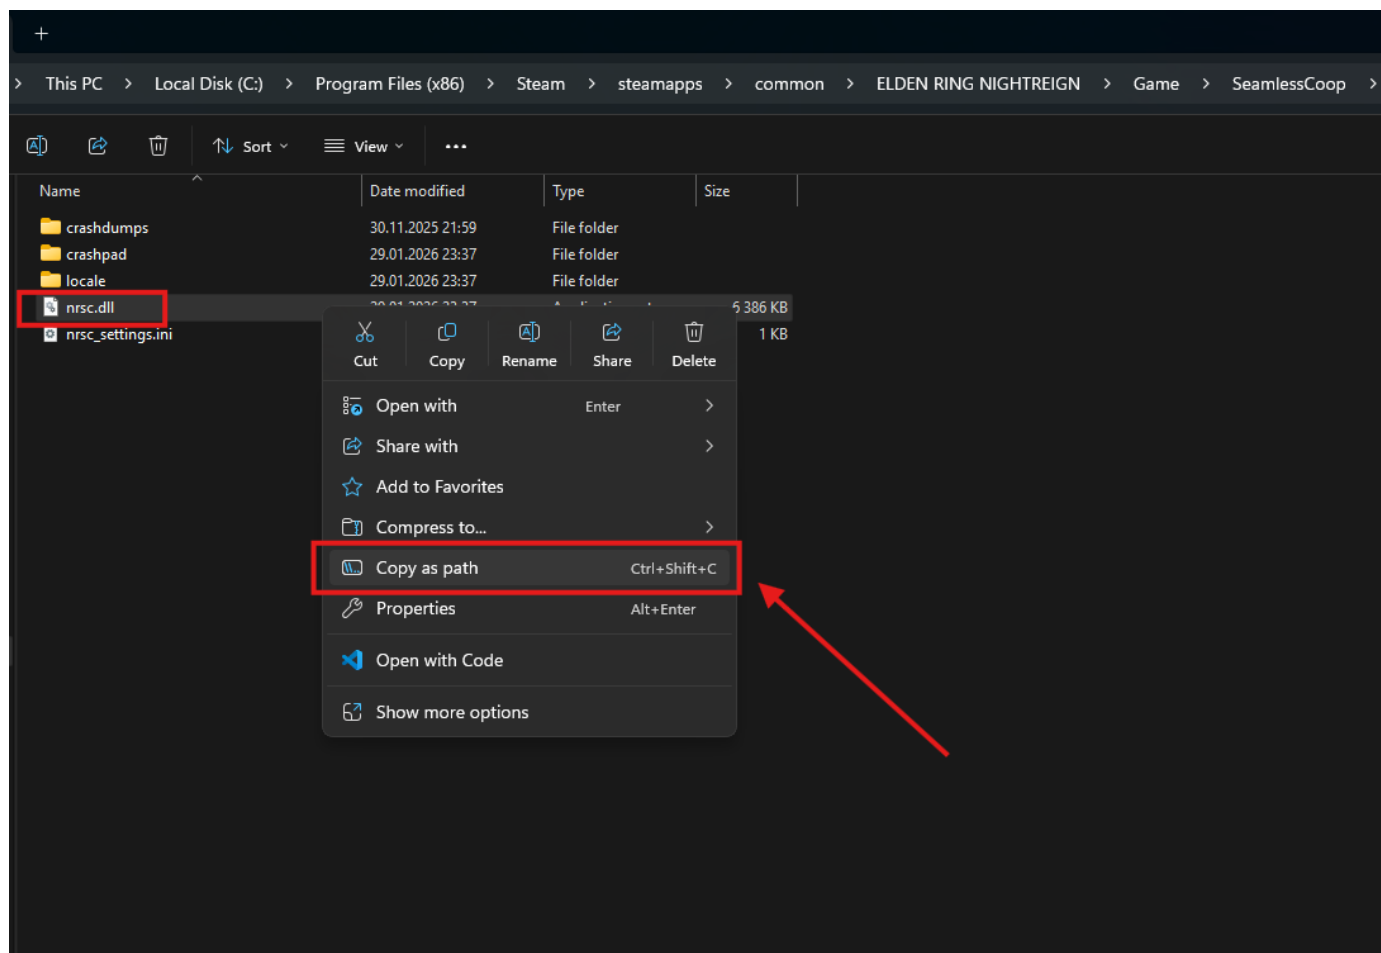 This PC > Local Disk (C:) > Program Files (x86) > Steam > steamapps > common > ELDEN RING NIGHTREIGN > Game > SeamlessCoop >
Sort View
Name Date modified Type Size
crashdumps 30.11.2025 21:59 File folder
crashpad 29.01.2026 23:37 File folder
locale 29.01.2026 23:37 File folder
nrsc.dll 6 386 KB
nrsc_settings.ini 1 KB
Cut Copy Rename Share Delete
Open with Enter
Share with
Add to Favorites
Compress to...
Copy as path Ctrl+Shift+C
Properties Alt+Enter
Open with Code
Show more options